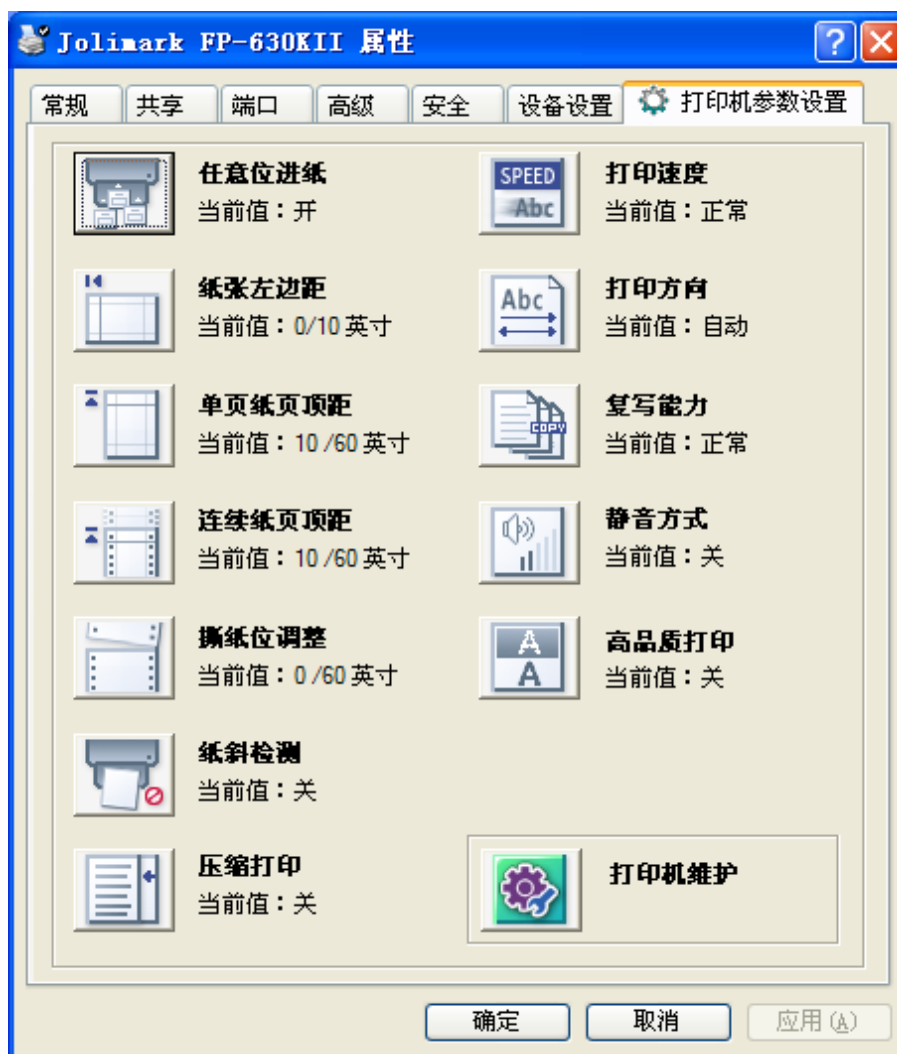 Jolimark FP-630KII 属性
常规 共享 端口 高级 安全 设备设置 打印机参数设置
任意位进纸
当前值：开
SPEED
Abc
打印速度
当前值：正常
纸张左边距
当前值：0/10 英寸
Abc
打印方向
当前值：自动
单页纸页顶距
当前值：10 /60 英寸
COPY
复写能力
当前值：正常
连续纸页顶距
当前值：10 /60 英寸
静音方式
当前值：关
撕纸位调整
当前值：0 /60 英寸
A
A
高品质打印
当前值：关
纸斜检测
当前值：关
压缩打印
当前值：关
打印机维护
确定 取消 应用(A)